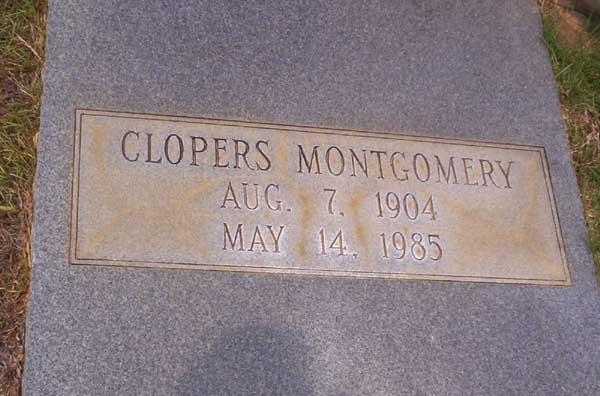 CLOPERS MONTGOMERY
AUG. 7, 1904
MAY 14, 1985